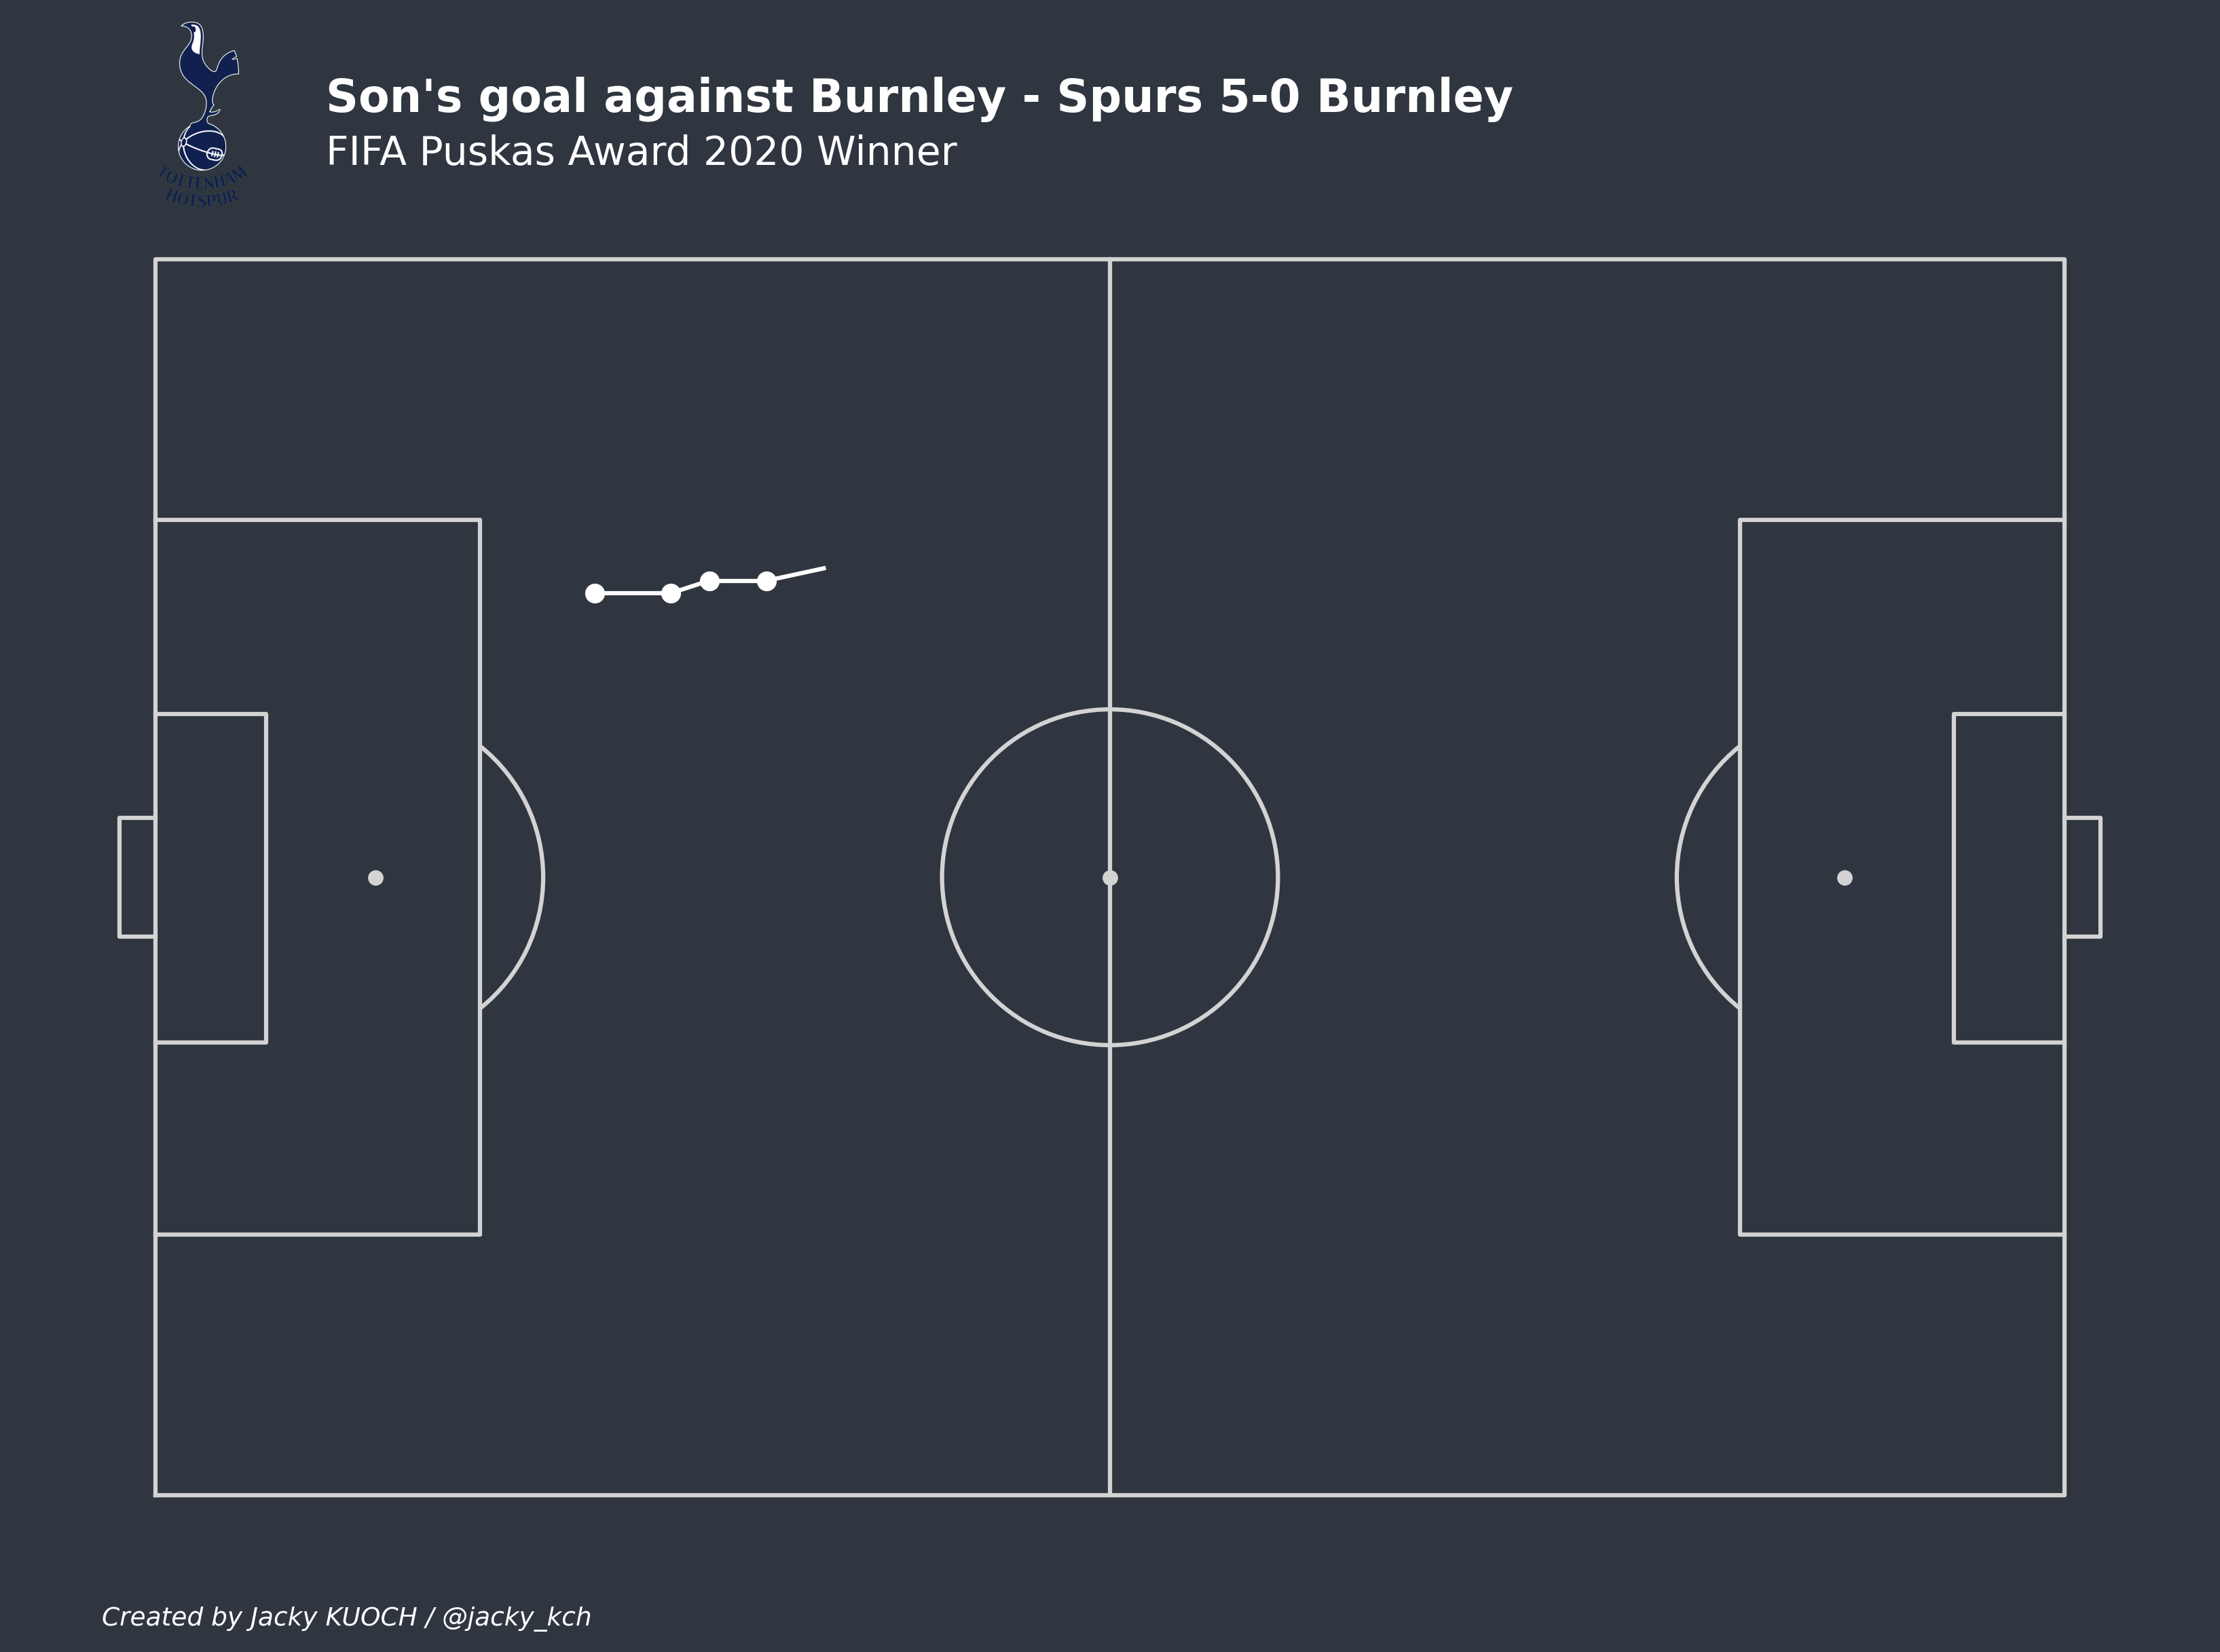 TOTTENHAM
HOTSPUR
Son's goal against Burnley - Spurs 5-0 Burnley
FIFA Puskas Award 2020 Winner
Created by Jacky KUOCH / @jacky_kch